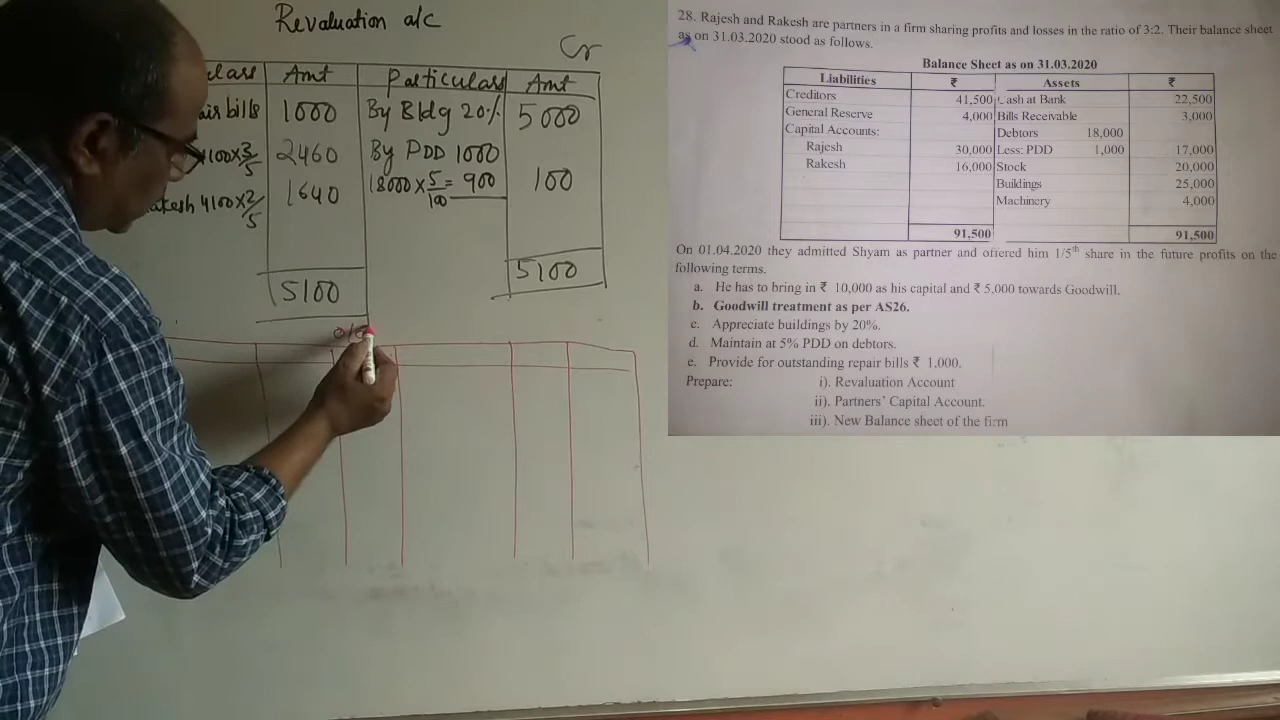 Revaluation a/c
Cr
Amt Particulars Amt
bills 1000 By Bldg 20% 5000
100x3/5 2460 By PDD 1000
4100x2/5 1640 18000 x 5/100 = 900 100
5100 5100
28. Rajesh and Rakesh are partners in a firm sharing profits and losses in the ratio of 3:2. Their balance sheet
as on 31.03.2020 stood as follows.
Balance Sheet as on 31.03.2020
Liabilities ₹ Assets ₹
Creditors 41,500 Cash at Bank 22,500
General Reserve 4,000 Bills Receivable 3,000
Capital Accounts: Debtors 18,000
Rajesh 30,000 Less: PDD 1,000 17,000
Rakesh 16,000 Stock 20,000
Buildings 25,000
Machinery 4,000
91,500 91,500
On 01.04.2020 they admitted Shyam as partner and offered him 1/5th share in the future profits on the
following terms.
a. He has to bring in ₹ 10,000 as his capital and ₹ 5,000 towards Goodwill.
b. Goodwill treatment as per AS26.
c. Appreciate buildings by 20%.
d. Maintain at 5% PDD on debtors.
e. Provide for outstanding repair bills ₹ 1,000.
Prepare: i). Revaluation Account
ii). Partners' Capital Account.
iii). New Balance sheet of the firm